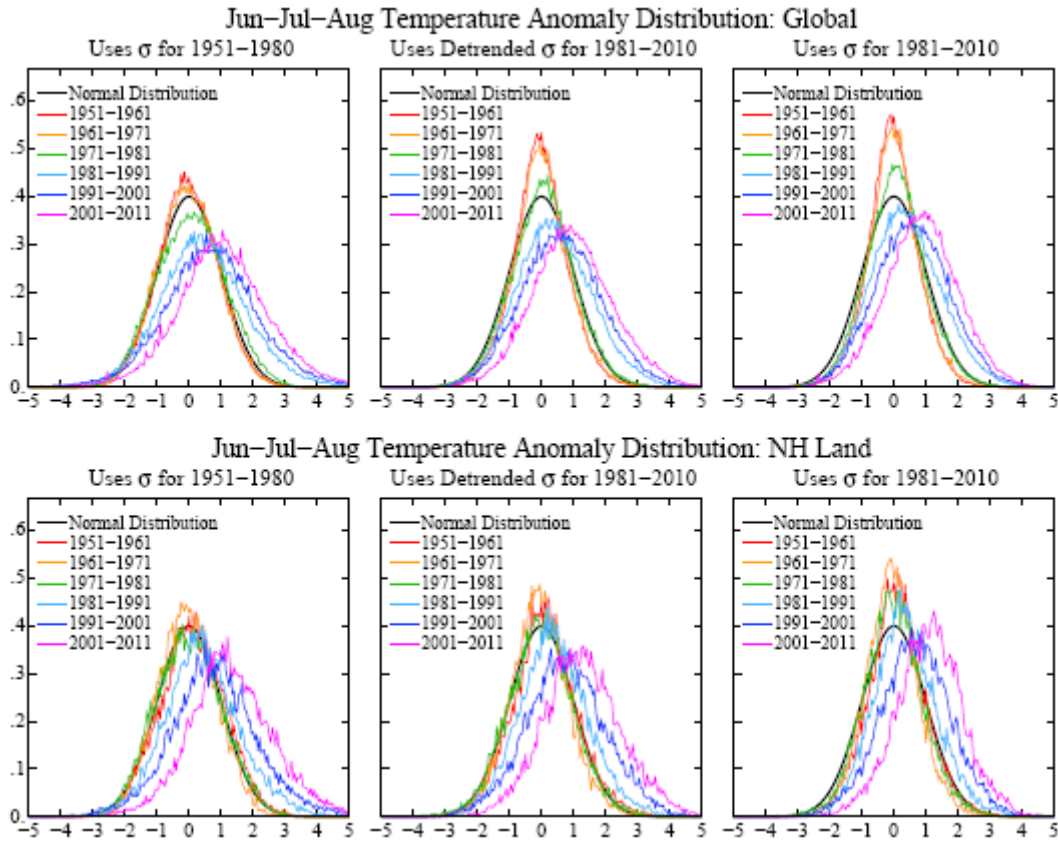 Jun−Jul−Aug Temperature Anomaly Distribution: Global
Uses σ for 1951−1980
Uses Detrended σ for 1981−2010
Uses σ for 1981−2010
.6
.5
.4
.3
.2
.1
0.
Normal Distribution
1951−1961
1961−1971
1971−1981
1981−1991
1991−2001
2001−2011
−5 −4 −3 −2 −1 0 1 2 3 4 5
Normal Distribution
1951−1961
1961−1971
1971−1981
1981−1991
1991−2001
2001−2011
−5 −4 −3 −2 −1 0 1 2 3 4 5
Normal Distribution
1951−1961
1961−1971
1971−1981
1981−1991
1991−2001
2001−2011
−5 −4 −3 −2 −1 0 1 2 3 4 5
Jun−Jul−Aug Temperature Anomaly Distribution: NH Land
Uses σ for 1951−1980
Uses Detrended σ for 1981−2010
Uses σ for 1981−2010
.6
.5
.4
.3
.2
.1
0.
Normal Distribution
1951−1961
1961−1971
1971−1981
1981−1991
1991−2001
2001−2011
−5 −4 −3 −2 −1 0 1 2 3 4 5
Normal Distribution
1951−1961
1961−1971
1971−1981
1981−1991
1991−2001
2001−2011
−5 −4 −3 −2 −1 0 1 2 3 4 5
Normal Distribution
1951−1961
1961−1971
1971−1981
1981−1991
1991−2001
2001−2011
−5 −4 −3 −2 −1 0 1 2 3 4 5